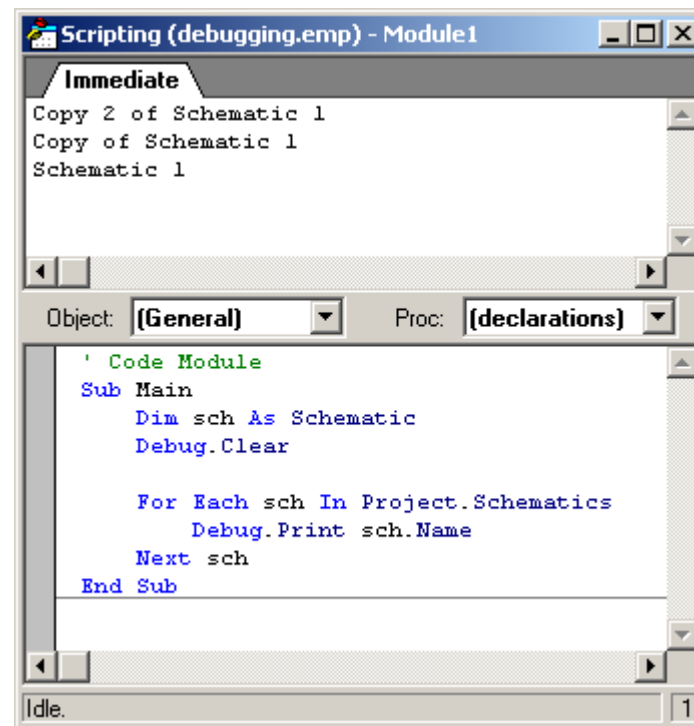 Scripting (debugging.emp) - Module1
Immediate
Copy 2 of Schematic 1
Copy of Schematic 1
Schematic 1
Object: (General) Proc: (declarations)
' Code Module
Sub Main
Dim sch As Schematic
Debug.Clear
For Each sch In Project.Schematics
Debug.Print sch.Name
Next sch
End Sub
Idle. 1